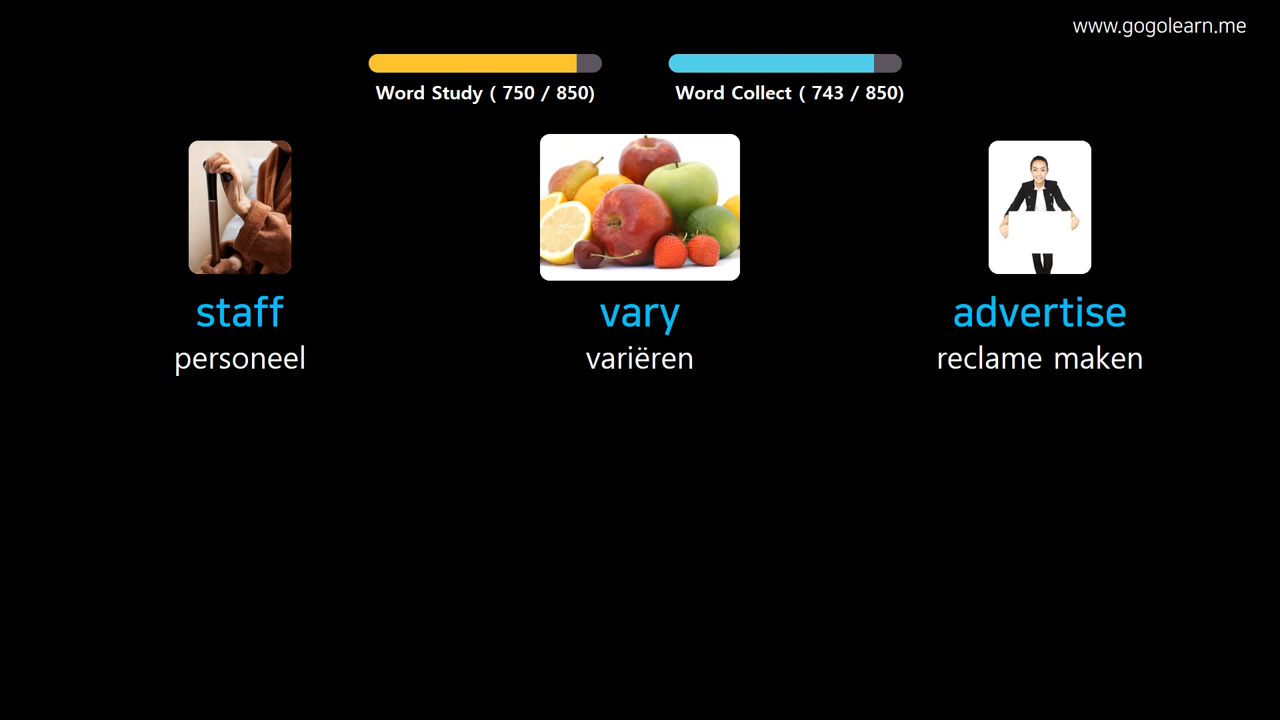 www.gogolearn.me
Word Study ( 750 / 850)
Word Collect ( 743 / 850)
staff
vary
advertise
personeel
variëren
reclame maken